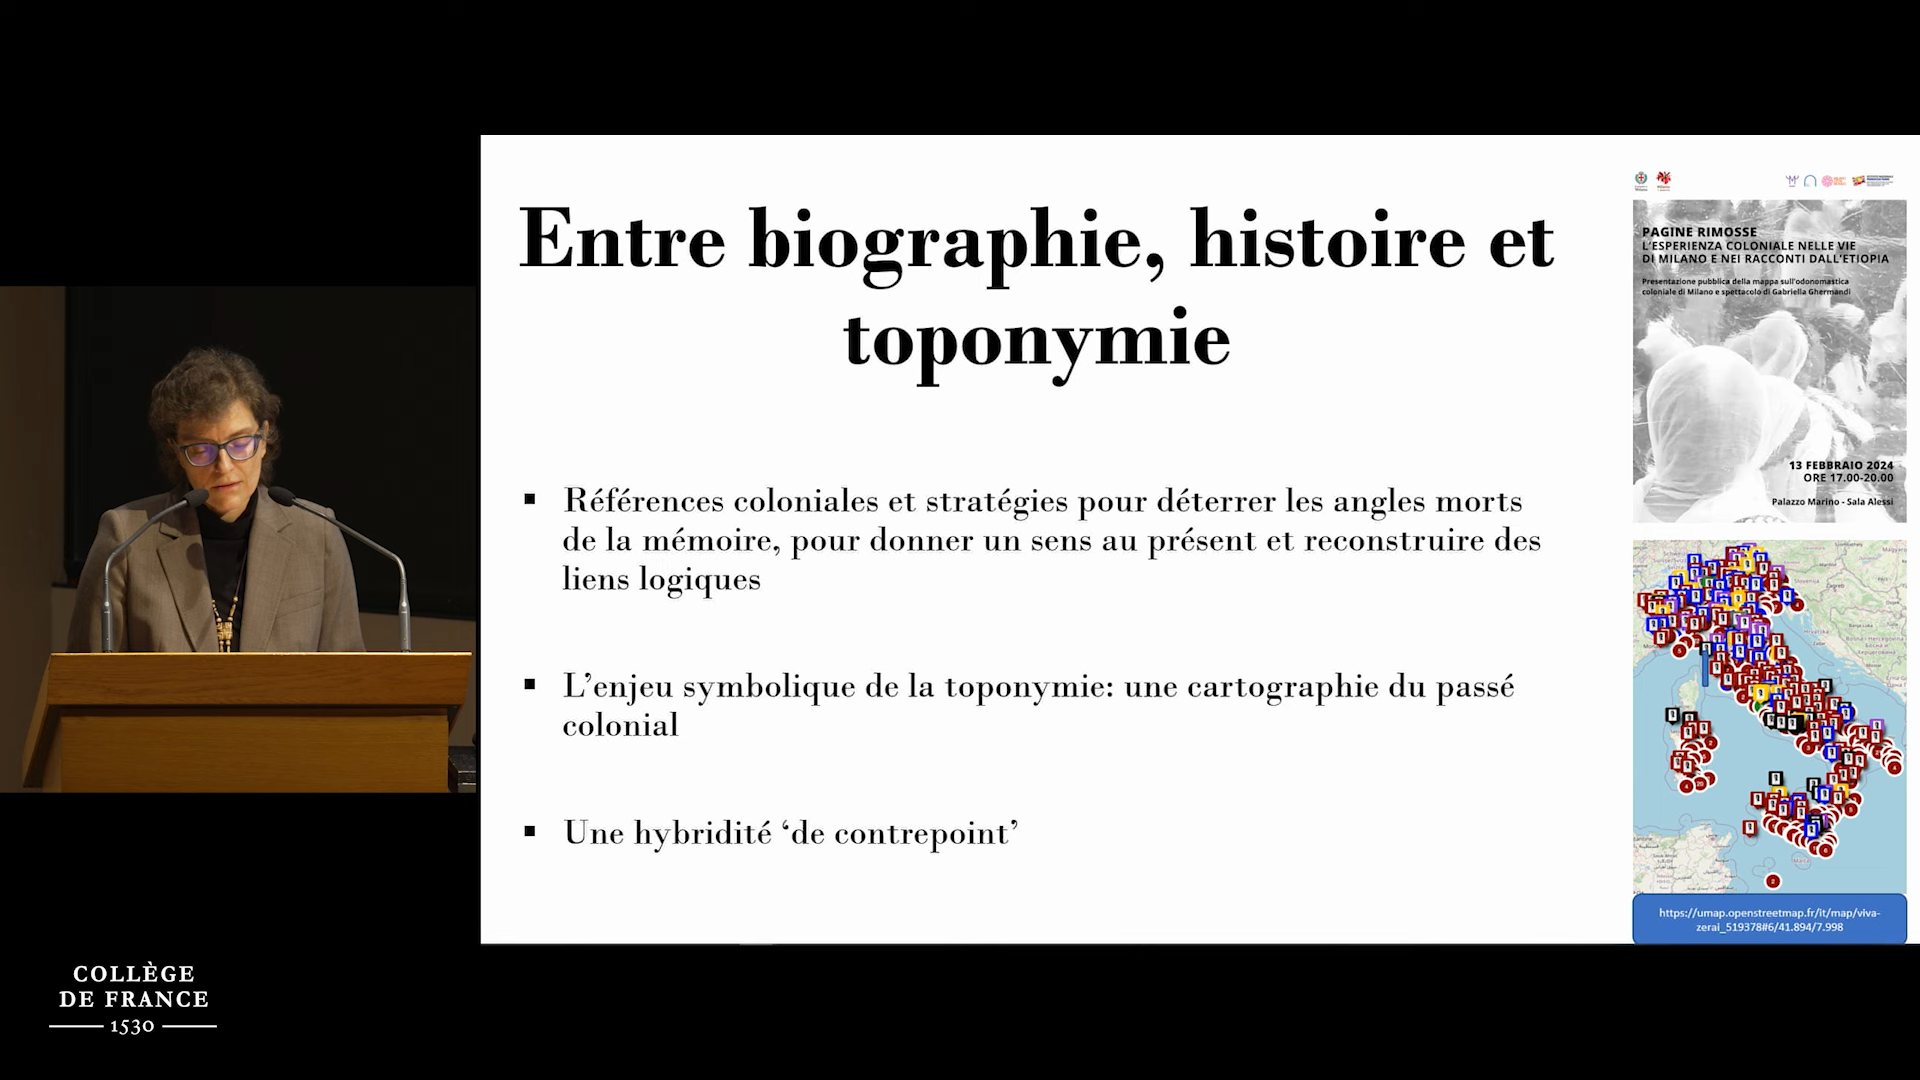 Entre biographie, histoire et
toponymie
▪ Références coloniales et stratégies pour déterrer les angles morts
de la mémoire, pour donner un sens au présent et reconstruire des
liens logiques
▪ L’enjeu symbolique de la toponymie: une cartographie du passé
colonial
▪ Une hybridité ‘de contrepoint’
PAGINE RIMOSSE
L'ESPERIENZA COLONIALE NELLE VIE
DI MILANO E NEI RACCONTI DALL'ETIOPIA
Presentazione pubblica della mappa sull'odonomastica
coloniale di Milano e spettacolo di Gabriella Ghermandi
13 FEBBRAIO 2024
ORE 17.00-20.00
Palazzo Marino - Sala Alessi
https://umap.openstreetmap.fr/it/map/viva-
zerai_519378#6/41.894/7.998
COLLÈGE
DE FRANCE
1530